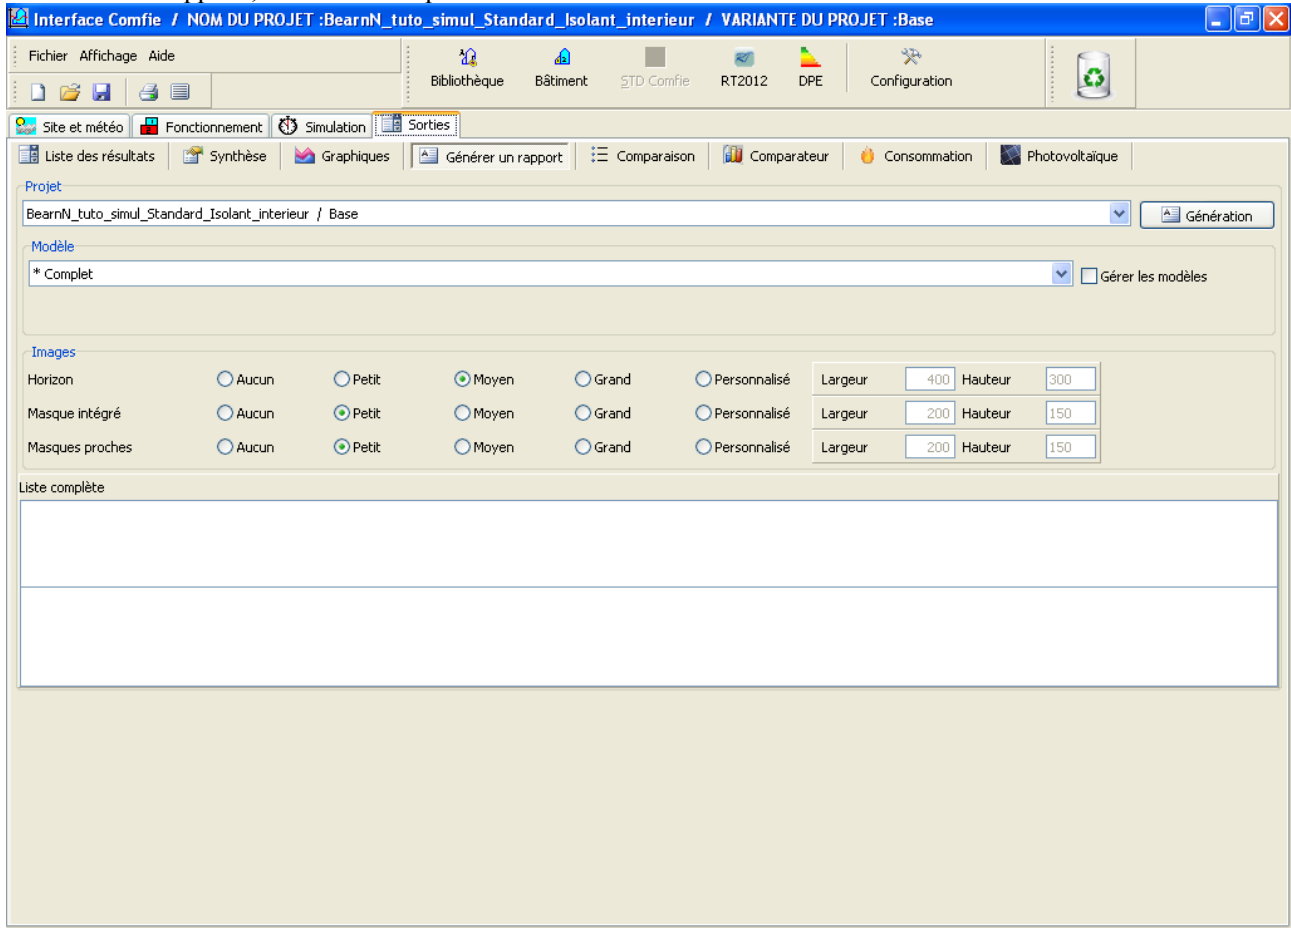 Interface Comfie / NOM DU PROJET :BearnN_tuto_simul_Standard_Isolant_interieur / VARIANTE DU PROJET :Base
Fichier Affichage Aide
Bibliothèque Bâtiment STD Comfie RT2012 DPE Configuration
Site et météo Fonctionnement Simulation Sorties
Liste des résultats Synthèse Graphiques Générer un rapport Comparaison Comparateur Consommation Photovoltaïque
Projet
BearnN_tuto_simul_Standard_Isolant_interieur / Base Génération
Modèle
* Complet Gérer les modèles
Images
Horizon Aucun Petit Moyen Grand Personnalisé Largeur 400 Hauteur 300
Masque intégré Aucun Petit Moyen Grand Personnalisé Largeur 200 Hauteur 150
Masques proches Aucun Petit Moyen Grand Personnalisé Largeur 200 Hauteur 150
Liste complète